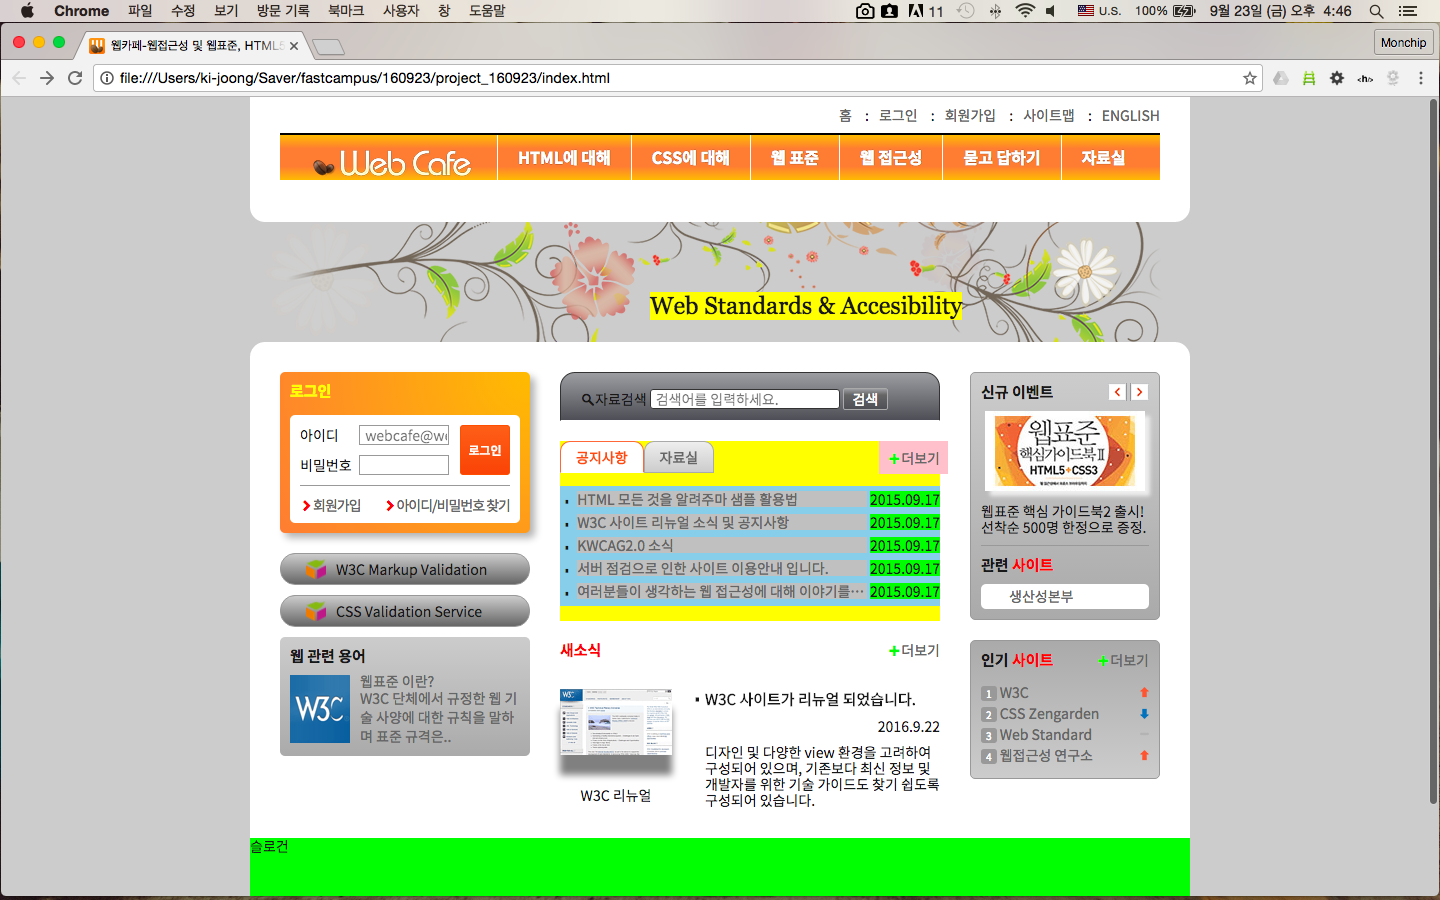 Chrome 파일 수정 보기 방문 기록 북마크 사용자 창 도움말 11 U.S. 100% 9월 23일 (금) 오후 4:46
웹카페-웹접근성 및 웹표준, HTML5
Monchip
file:///Users/ki-joong/Saver/fastcampus/160923/project_160923/index.html
홈 : 로그인 : 회원가입 : 사이트맵 : ENGLISH
Web Cafe HTML에 대해 CSS에 대해 웹 표준 웹 접근성 묻고 답하기 자료실
Web Standards & Accesibility
로그인
아이디 webcafe@we
비밀번호
로그인
회원가입 아이디/비밀번호 찾기
W3C Markup Validation
CSS Validation Service
웹 관련 용어
W3C
웹표준 이란?
W3C 단체에서 규정한 웹 기
술 사양에 대한 규칙을 말하
며 표준 규격은..
자료검색 검색어를 입력하세요. 검색
공지사항 자료실 +더보기
HTML 모든 것을 알려주마 샘플 활용법 2015.09.17
W3C 사이트 리뉴얼 소식 및 공지사항 2015.09.17
KWCAG2.0 소식 2015.09.17
서버 점검으로 인한 사이트 이용안내 입니다. 2015.09.17
여러분들이 생각하는 웹 접근성에 대해 이야기를… 2015.09.17
새소식 +더보기
W3C 리뉴얼
W3C 사이트가 리뉴얼 되었습니다.
2016.9.22
디자인 및 다양한 view 환경을 고려하여
구성되어 있으며, 기존보다 최신 정보 및
개발자를 위한 기술 가이드도 찾기 쉽도록
구성되어 있습니다.
신규 이벤트
웹표준
핵심가이드북 II
HTML5+CSS3
웹표준 핵심 가이드북2 출시!
선착순 500명 한정으로 증정.
관련 사이트
생산성본부
인기 사이트 +더보기
1 W3C
2 CSS Zengarden
3 Web Standard
4 웹접근성 연구소
슬로건